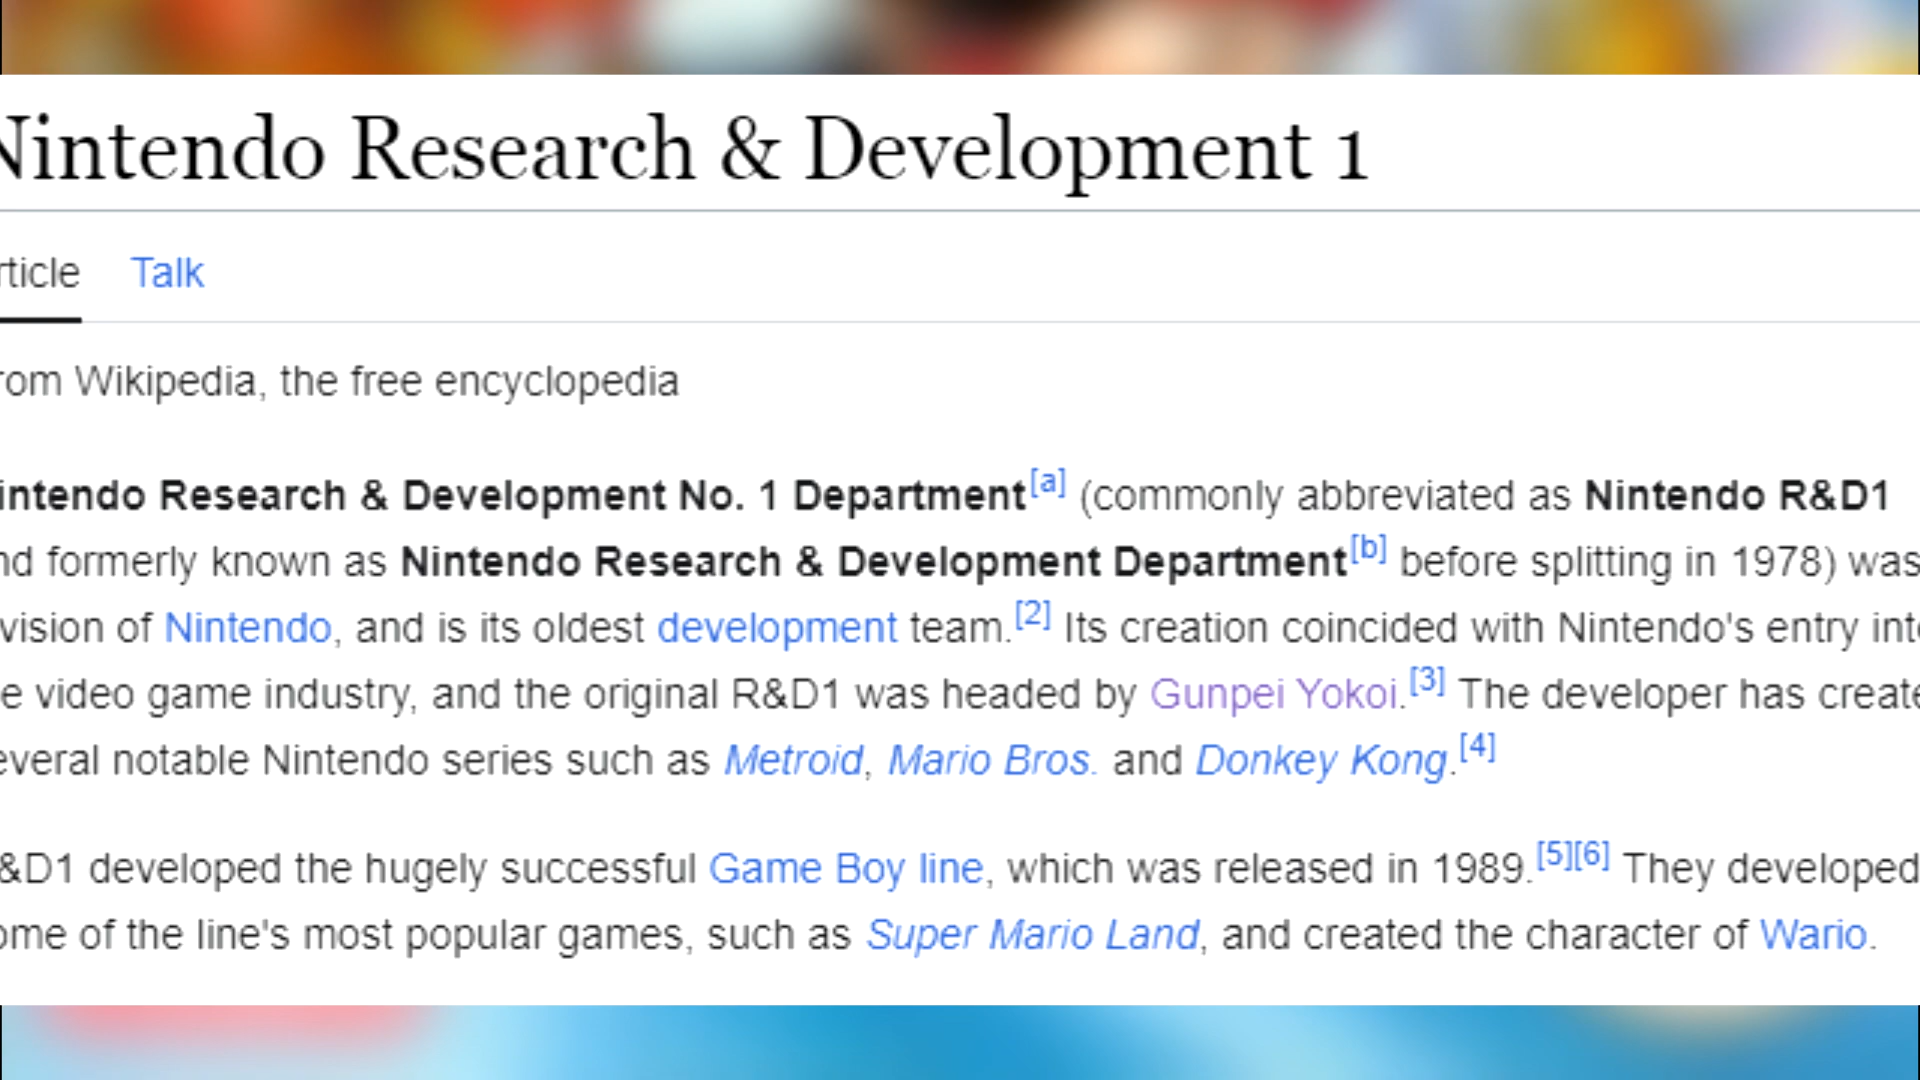 Nintendo Research & Development 1
rticle Talk
rom Wikipedia, the free encyclopedia
intendo Research & Development No. 1 Department[a] (commonly abbreviated as Nintendo R&D1
nd formerly known as Nintendo Research & Development Department[b] before splitting in 1978) was
vision of Nintendo, and is its oldest development team.[2] Its creation coincided with Nintendo's entry int
e video game industry, and the original R&D1 was headed by Gunpei Yokoi.[3] The developer has create
everal notable Nintendo series such as Metroid, Mario Bros. and Donkey Kong.[4]
&D1 developed the hugely successful Game Boy line, which was released in 1989.[5][6] They developed
ome of the line's most popular games, such as Super Mario Land, and created the character of Wario.